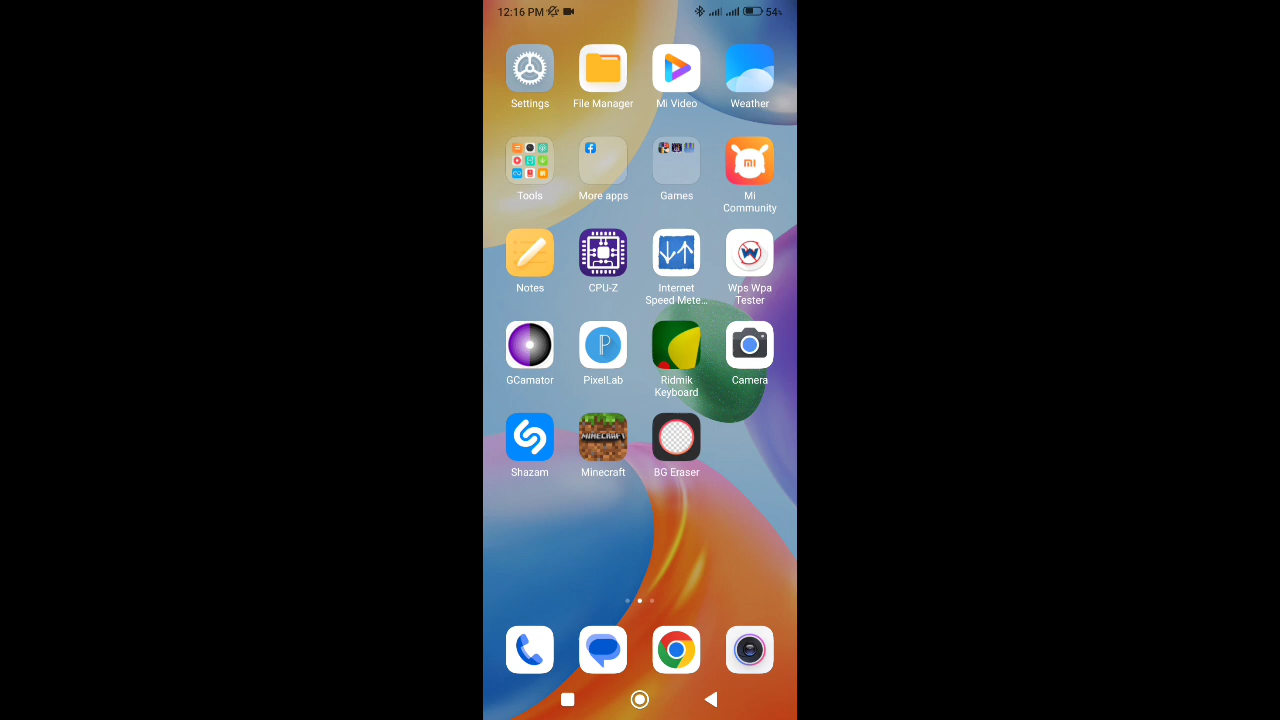 12:16 PM
54%
Settings
File Manager
Mi Video
Weather
Tools
More apps
Games
Mi
Community
Notes
CPU-Z
Internet
Speed Mete...
Wps Wpa
Tester
GCamator
PixelLab
Ridmik
Keyboard
Camera
Shazam
MINECRAFT
Minecraft
BG Eraser